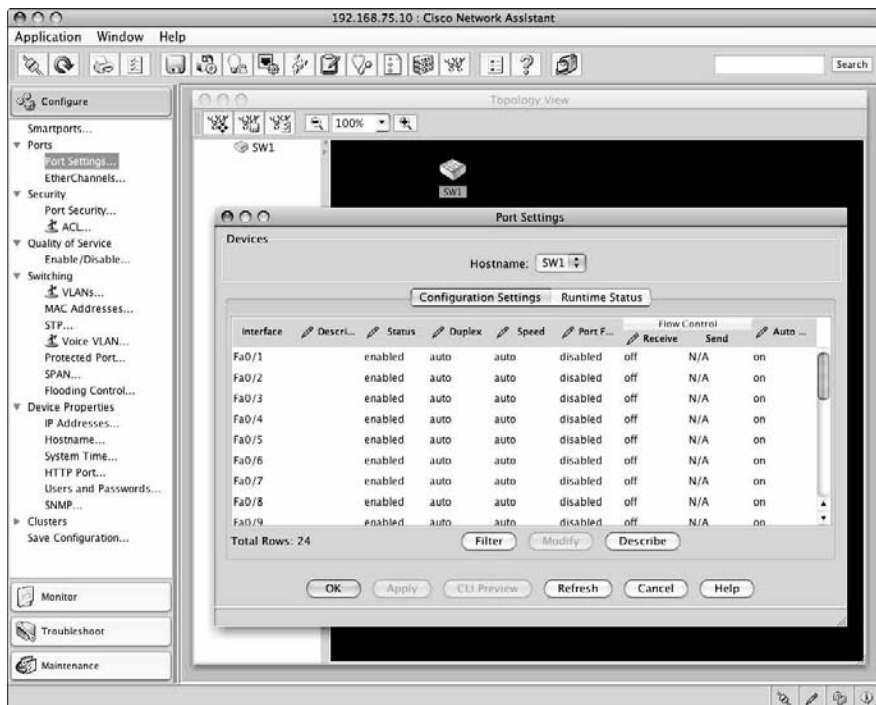 192.168.75.10 : Cisco Network Assistant
Application Window Help
Search
Configure
Smartports...
Ports
Port Settings...
EtherChannels...
Security
Port Security...
ACL...
Quality of Service
Enable/Disable...
Switching
VLANs...
MAC Addresses...
STP...
Voice VLAN...
Protected Port...
SPAN...
Flooding Control...
Device Properties
IP Addresses...
Hostname...
System Time...
HTTP Port...
Users and Passwords...
SNMP...
Clusters
Save Configuration...
Monitor
Troubleshoot
Maintenance
Topology View
100%
SW1
SW1
Port Settings
Devices
Hostname: SW1
Configuration Settings Runtime Status
Flow Control
Interface Descri... Status Duplex Speed Port F... Receive Send Auto ...
Fa0/1 enabled auto auto disabled off N/A on
Fa0/2 enabled auto auto disabled off N/A on
Fa0/3 enabled auto auto disabled off N/A on
Fa0/4 enabled auto auto disabled off N/A on
Fa0/5 enabled auto auto disabled off N/A on
Fa0/6 enabled auto auto disabled off N/A on
Fa0/7 enabled auto auto disabled off N/A on
Fa0/8 enabled auto auto disabled off N/A on
Fa0/9 enabled auto auto disabled off N/A on
Total Rows: 24 Filter Modify Describe
OK Apply CLI Preview Refresh Cancel Help